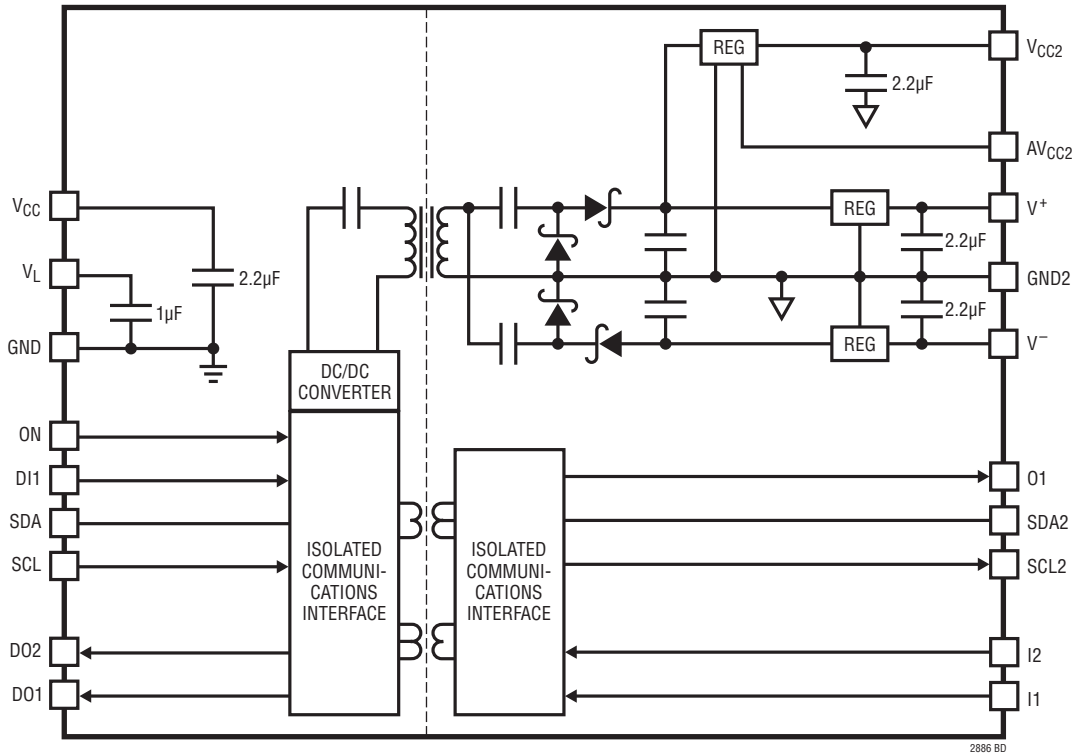 REG
VCC2
2.2µF
AVCC2
VCC
REG
V+
2.2µF
VL
2.2µF
GND2
1µF
2.2µF
GND
REG
V−
DC/DC
CONVERTER
ON
DI1
O1
SDA
SDA2
SCL
SCL2
ISOLATED
COMMUNI-
CATIONS
INTERFACE
ISOLATED
COMMUNI-
CATIONS
INTERFACE
DO2
I2
DO1
I1
2886 BD